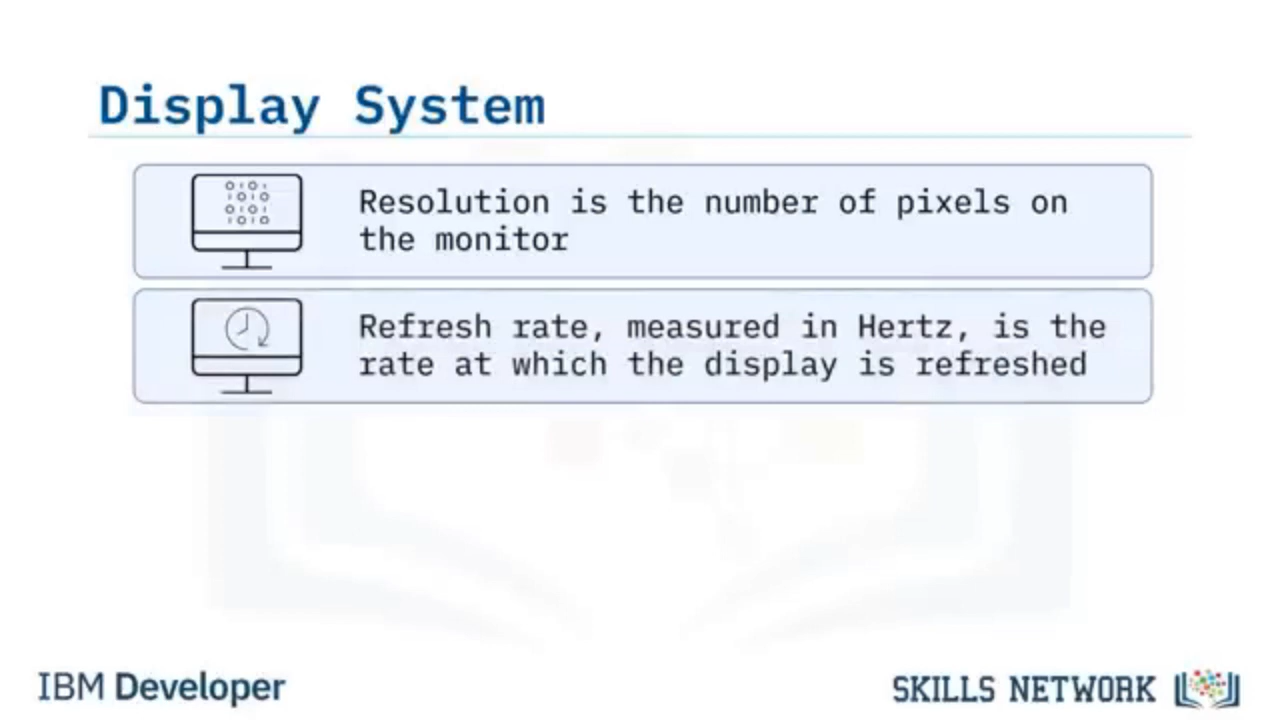 Display System
Resolution is the number of pixels on
the monitor
Refresh rate, measured in Hertz, is the
rate at which the display is refreshed
IBM Developer
SKILLS NETWORK